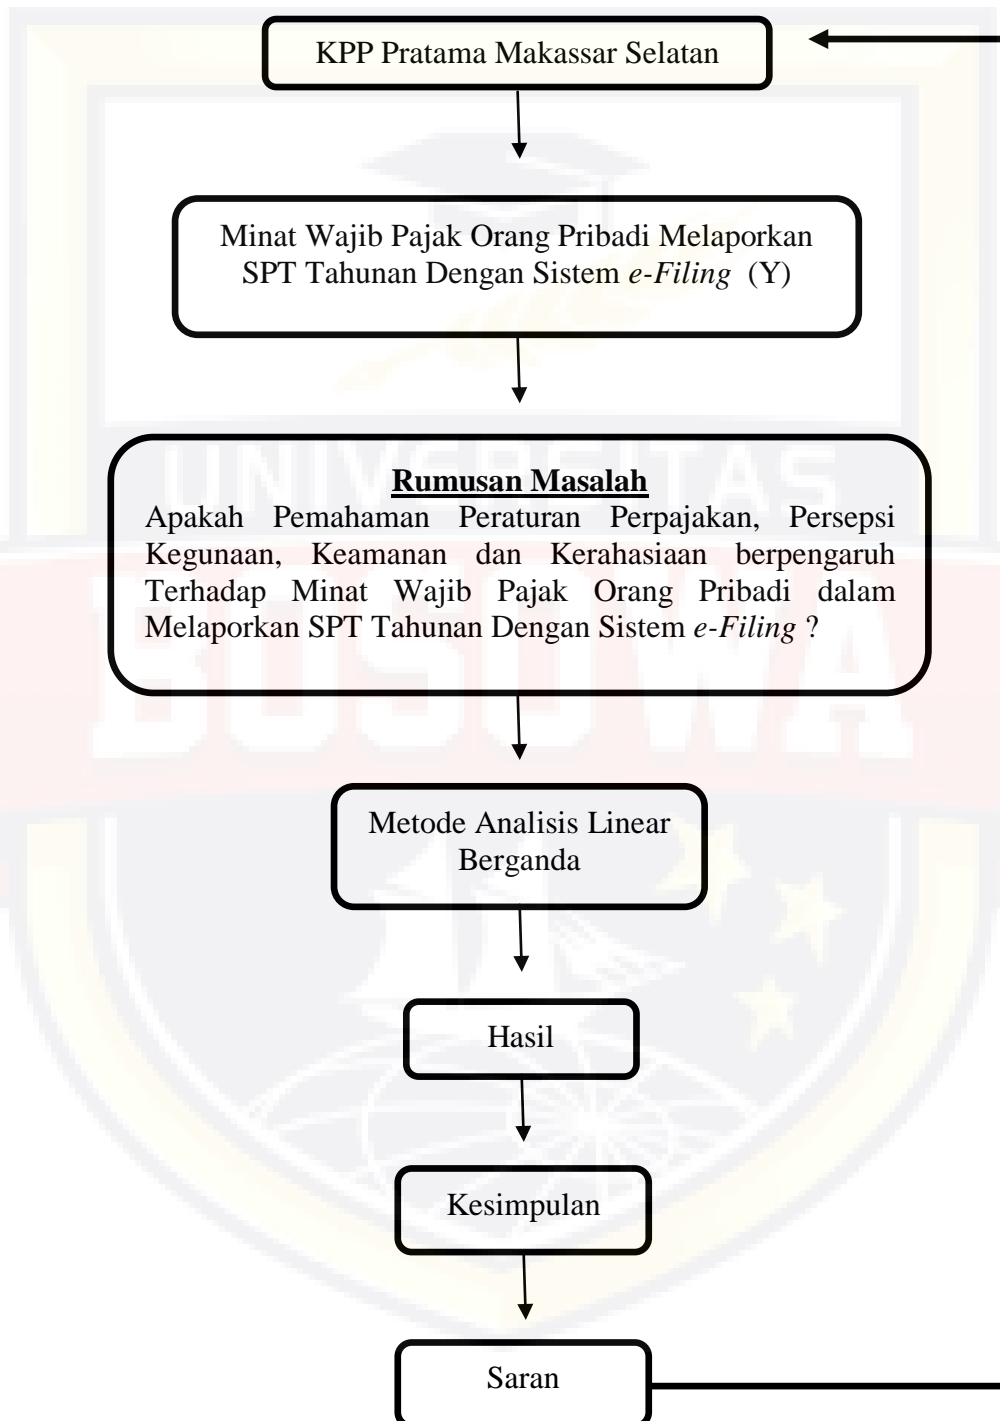 KPP Pratama Makassar Selatan
Minat Wajib Pajak Orang Pribadi Melaporkan
SPT Tahunan Dengan Sistem e-Filing (Y)
UNIVERSITAS
Rumusan Masalah
Apakah Pemahaman Peraturan Perpajakan, Persepsi
Kegunaan, Keamanan dan Kerahasiaan berpengaruh
Terhadap Minat Wajib Pajak Orang Pribadi dalam
Melaporkan SPT Tahunan Dengan Sistem e-Filing ?
BOSOWA
Metode Analisis Linear
Berganda
Hasil
Kesimpulan
Saran